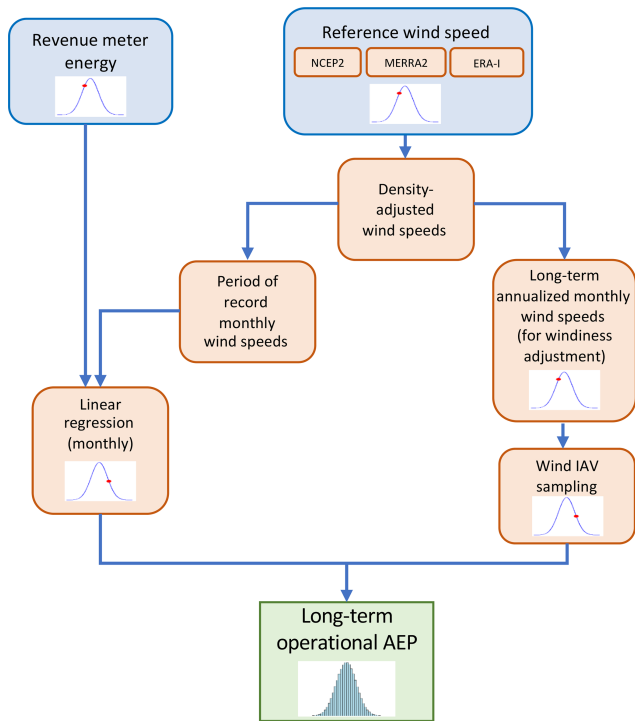 Revenue meter
energy
Reference wind speed
NCEP2
MERRA2
ERA-I
Density-
adjusted
wind speeds
Period of
record
monthly
wind speeds
Long-term
annualized monthly
wind speeds
(for windiness
adjustment)
Linear
regression
(monthly)
Wind IAV
sampling
Long-term
operational AEP